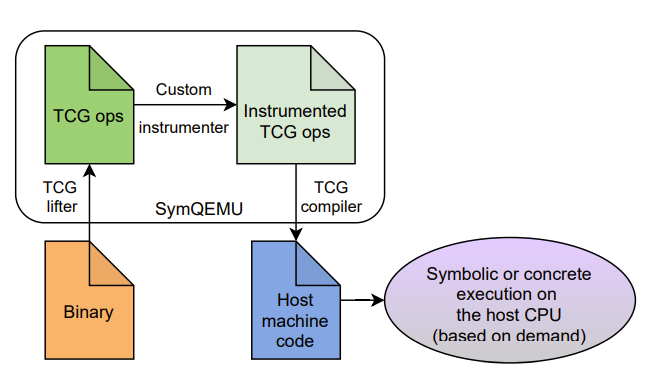 TCG ops
Custom
instrumenter
Instrumented
TCG ops
TCG
lifter
SymQEMU
TCG
compiler
Binary
Host
machine
code
Symbolic or concrete
execution on
the host CPU
(based on demand)